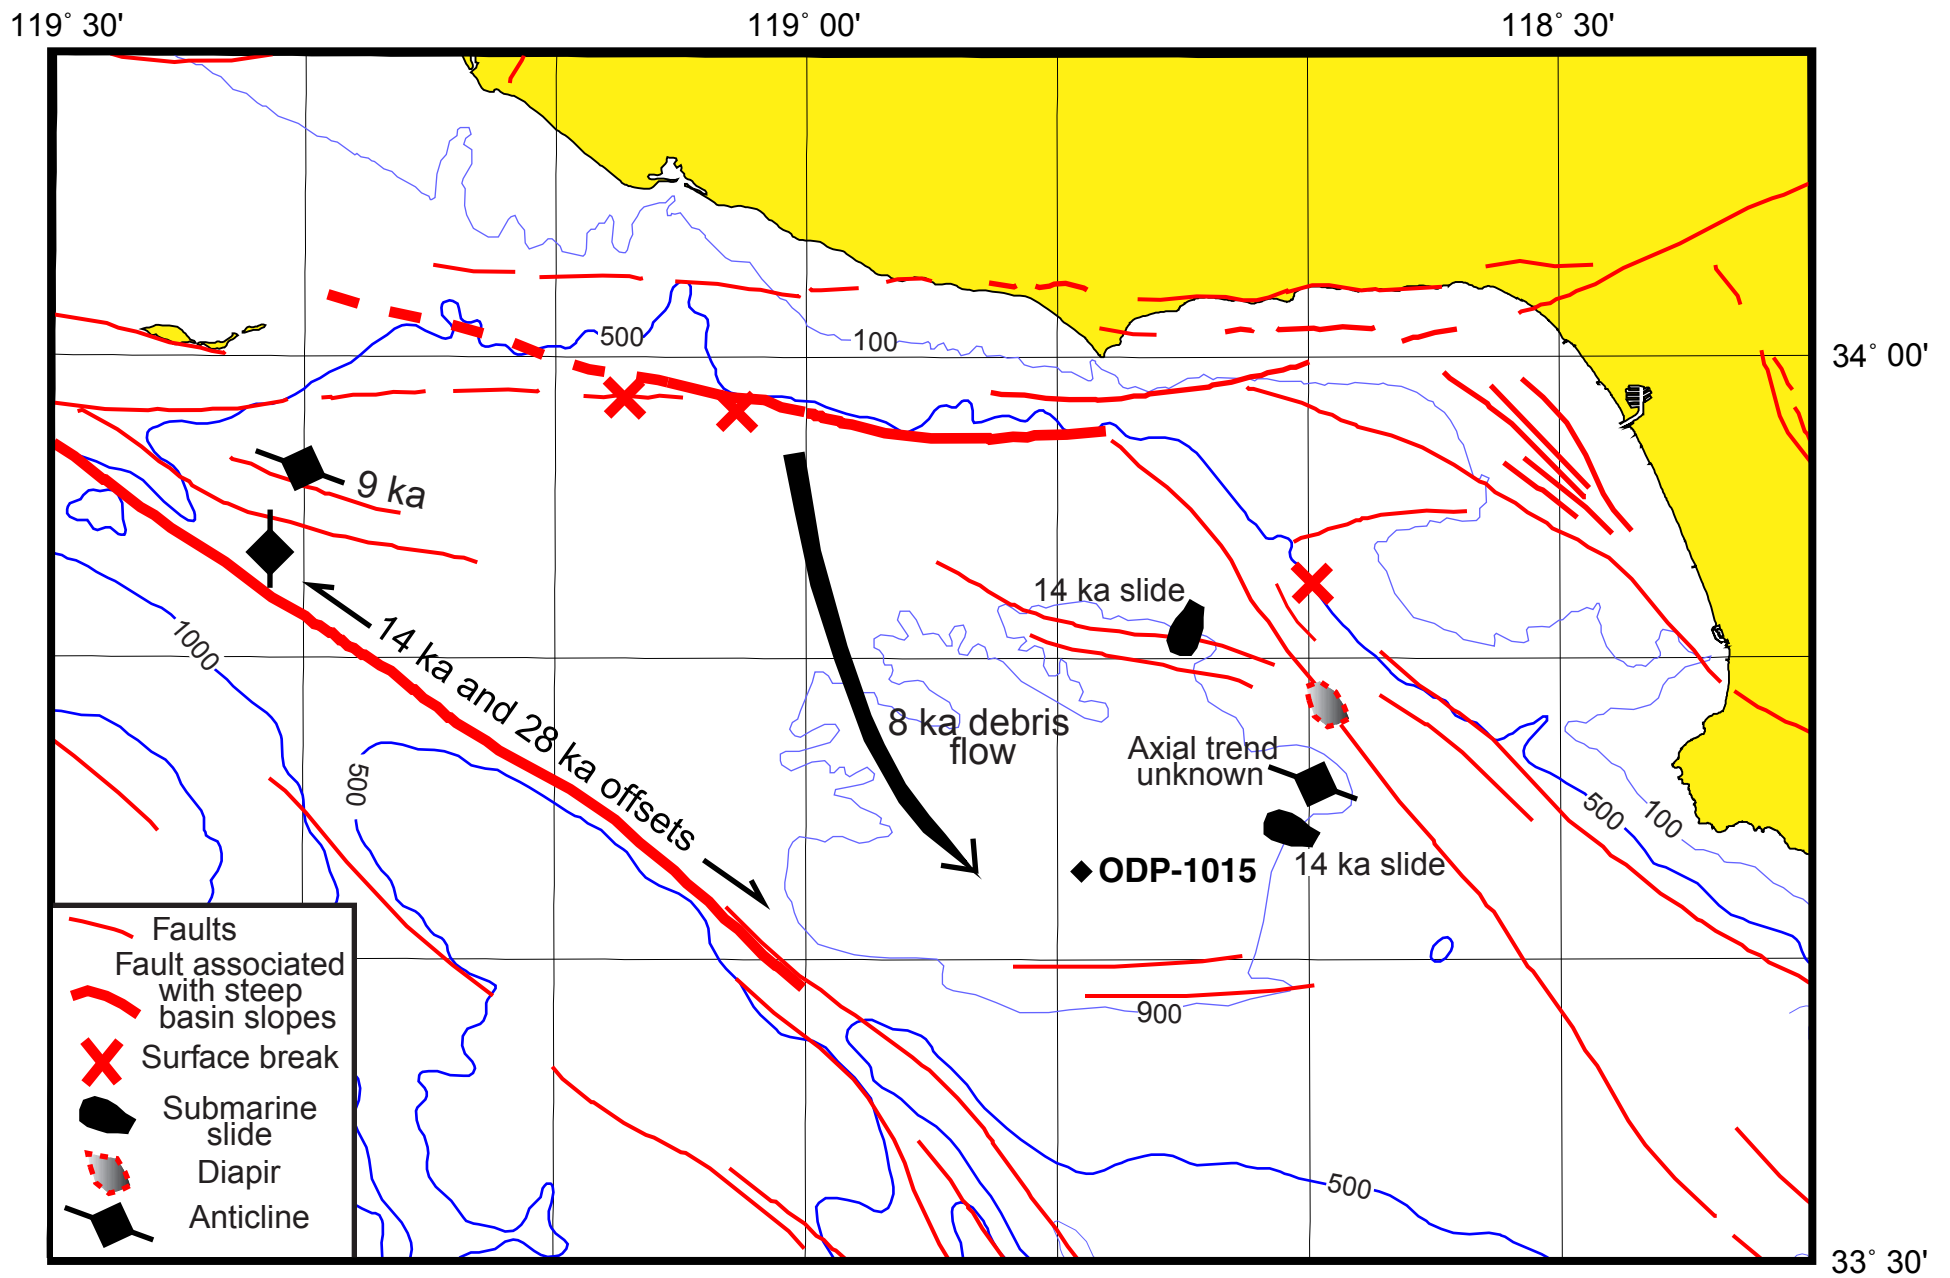 119° 30'
119° 00'
118° 30'
500
100
34° 00'
9 ka
14 ka slide
1000
14 ka and 28 ka offsets
8 ka debris
flow
Axial trend
unknown
500
500
100
ODP-1015
14 ka slide
900
500
33° 30'
Faults
Fault associated
with steep
basin slopes
Surface break
Submarine
slide
Diapir
Anticline